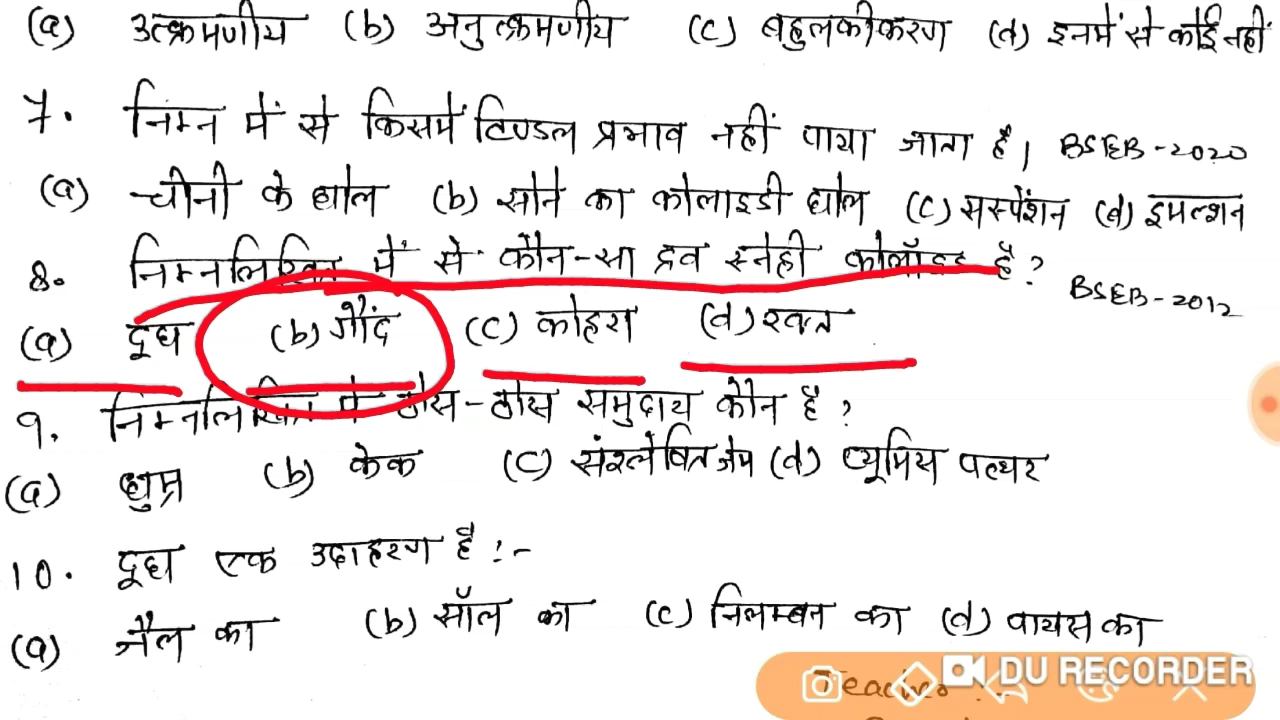 (a) उत्क्रमणीय (b) अनुत्क्रमणीय (c) बहुलकीकरण (d) इनमें से कोई नहीं
7. निम्न में से किसमें टिण्डल प्रभाव नहीं पाया जाता है। BSEB-2020
(a) चीनी के घोल (b) सोने का कोलाइडी घोल (c) सस्पेंशन (d) इमल्शन
8. निम्नलिखित में से कौन-सा द्रव स्नेही कोलॉइड है? BSEB-2012
(a) दूध (b) गोंद (c) कोहरा (d) रक्त
9. निम्नलिखित में ठोस-ठोस समुदाय कौन है?
(a) धुम्र (b) केक (c) संश्लेषित जेम (d) प्यूमिस पत्थर
10. दूध एक उदाहरण है :-
(a) जैल का (b) सॉल का (c) निलम्बन का (d) वायस का
DU RECORDER
Teacher :-